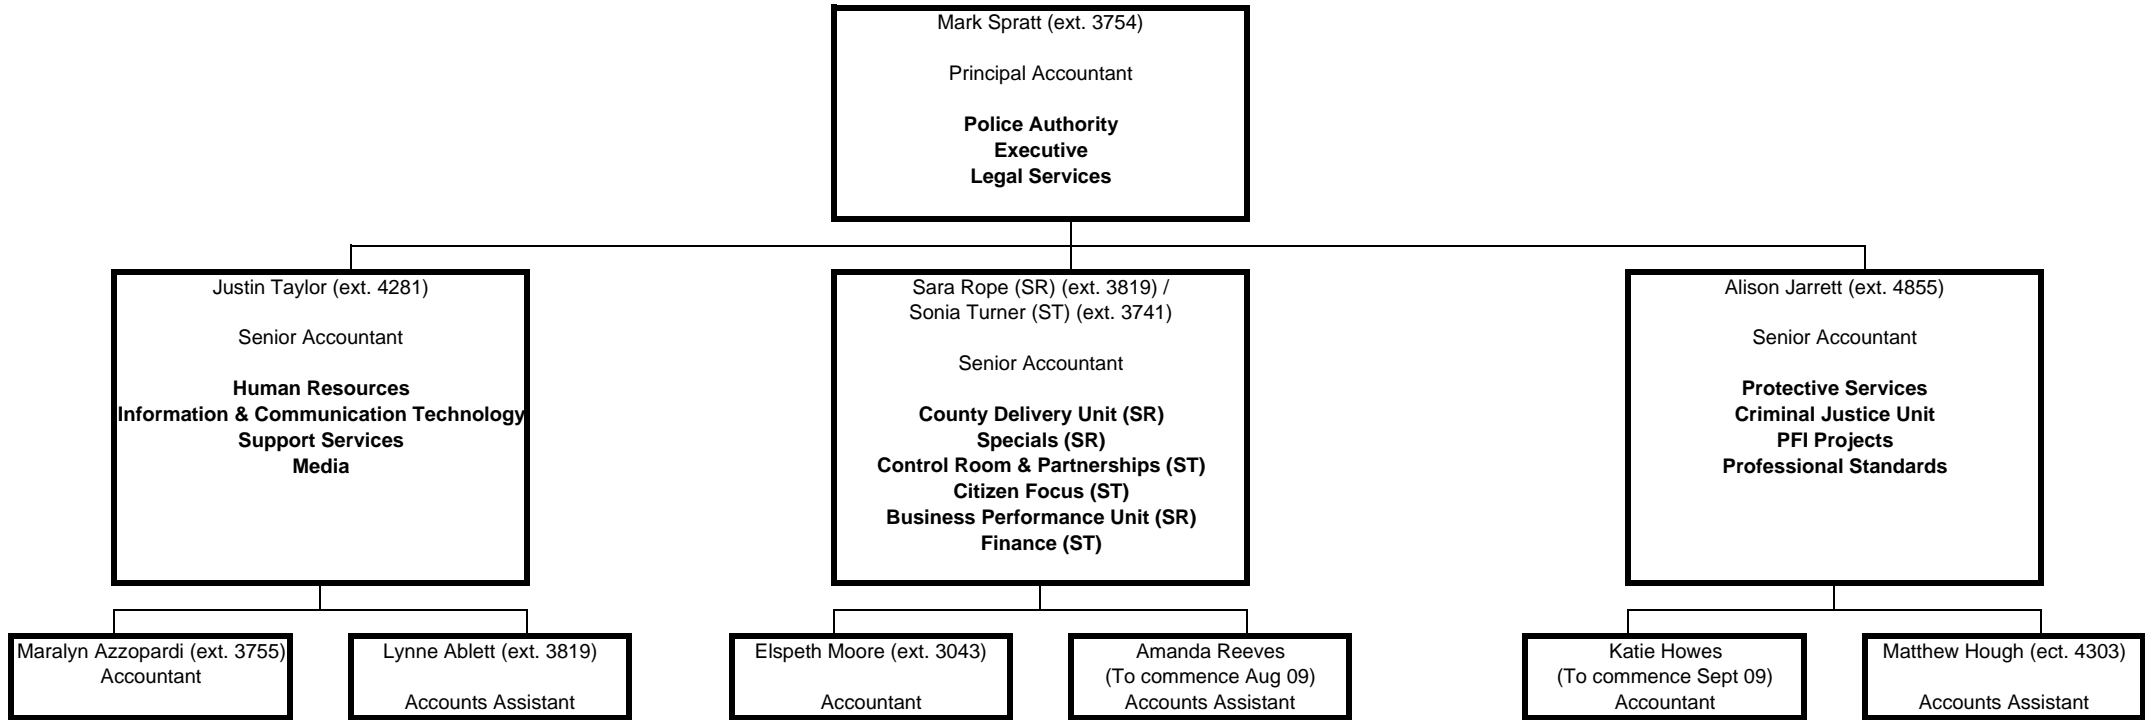 Mark Spratt (ext. 3754)
Principal Accountant
Police Authority
Executive
Legal Services
Justin Taylor (ext. 4281)
Senior Accountant
Human Resources
Information & Communication Technology
Support Services
Media
Sara Rope (SR) (ext. 3819) /
Sonia Turner (ST) (ext. 3741)
Senior Accountant
County Delivery Unit (SR)
Specials (SR)
Control Room & Partnerships (ST)
Citizen Focus (ST)
Business Performance Unit (SR)
Finance (ST)
Alison Jarrett (ext. 4855)
Senior Accountant
Protective Services
Criminal Justice Unit
PFI Projects
Professional Standards
Maralyn Azzopardi (ext. 3755)
Accountant
Lynne Ablett (ext. 3819)
Accounts Assistant
Elspeth Moore (ext. 3043)
Accountant
Amanda Reeves
(To commence Aug 09)
Accounts Assistant
Katie Howes
(To commence Sept 09)
Accountant
Matthew Hough (ect. 4303)
Accounts Assistant